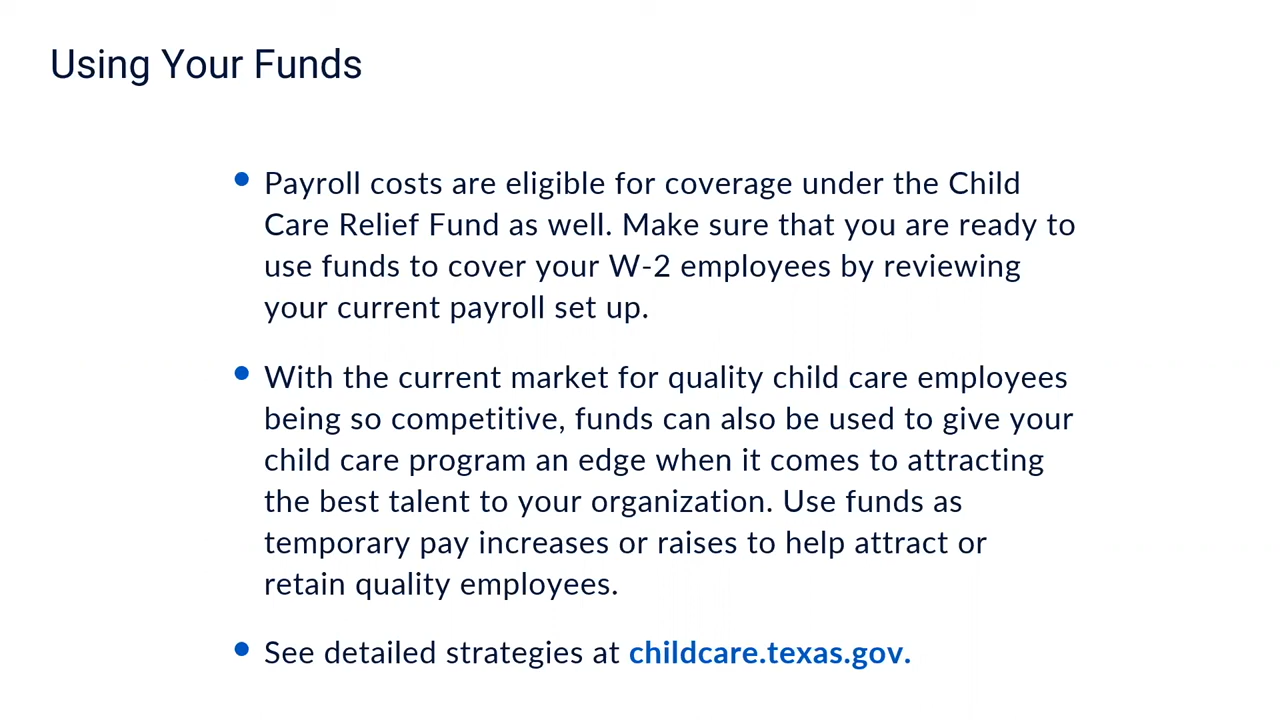 Using Your Funds
• Payroll costs are eligible for coverage under the Child
Care Relief Fund as well. Make sure that you are ready to
use funds to cover your W-2 employees by reviewing
your current payroll set up.
• With the current market for quality child care employees
being so competitive, funds can also be used to give your
child care program an edge when it comes to attracting
the best talent to your organization. Use funds as
temporary pay increases or raises to help attract or
retain quality employees.
• See detailed strategies at childcare.texas.gov.